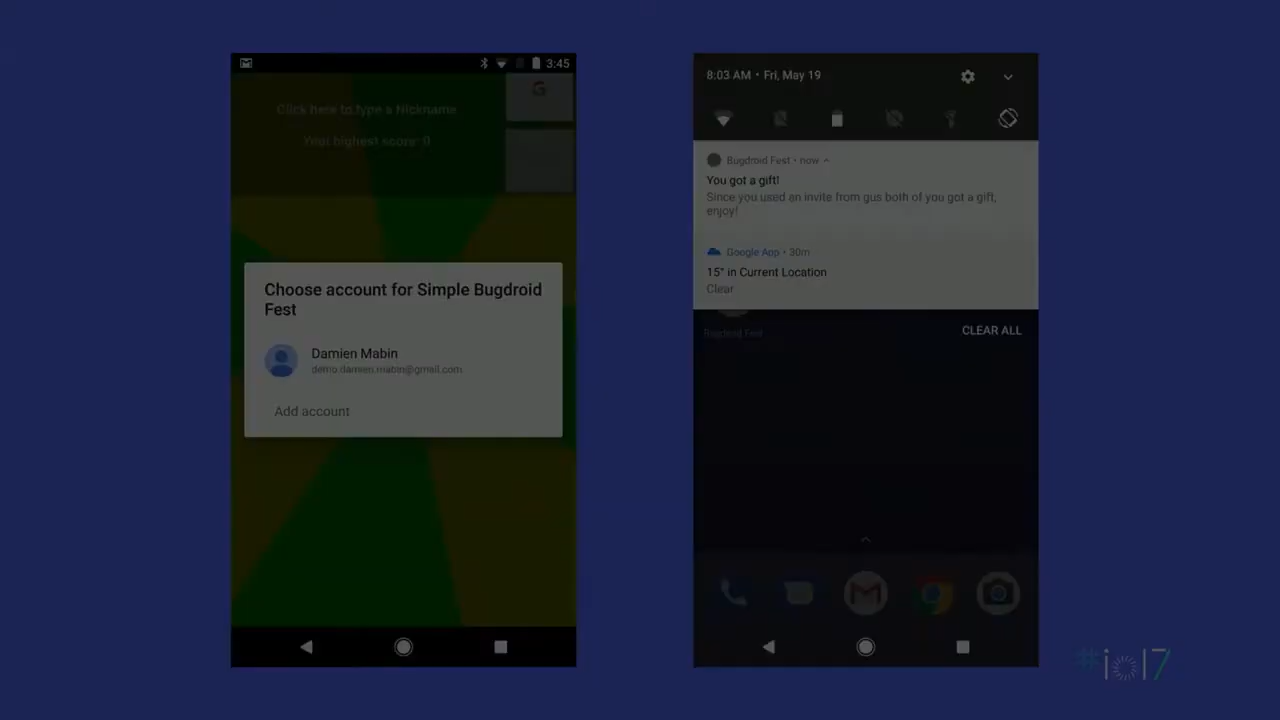 3:45
Click here to type a Nickname
Your highest score: 0
G
Choose account for Simple Bugdroid
Fest
Damien Mabin
demo.damien.mabin@gmail.com
Add account
8:03 AM • Fri, May 19
Bugdroid Fest • now
You got a gift!
Since you used an invite from gus both of you got a gift,
enjoy!
Google App • 30m
15° in Current Location
Clear
Bugdroid Fest
CLEAR ALL
#io17